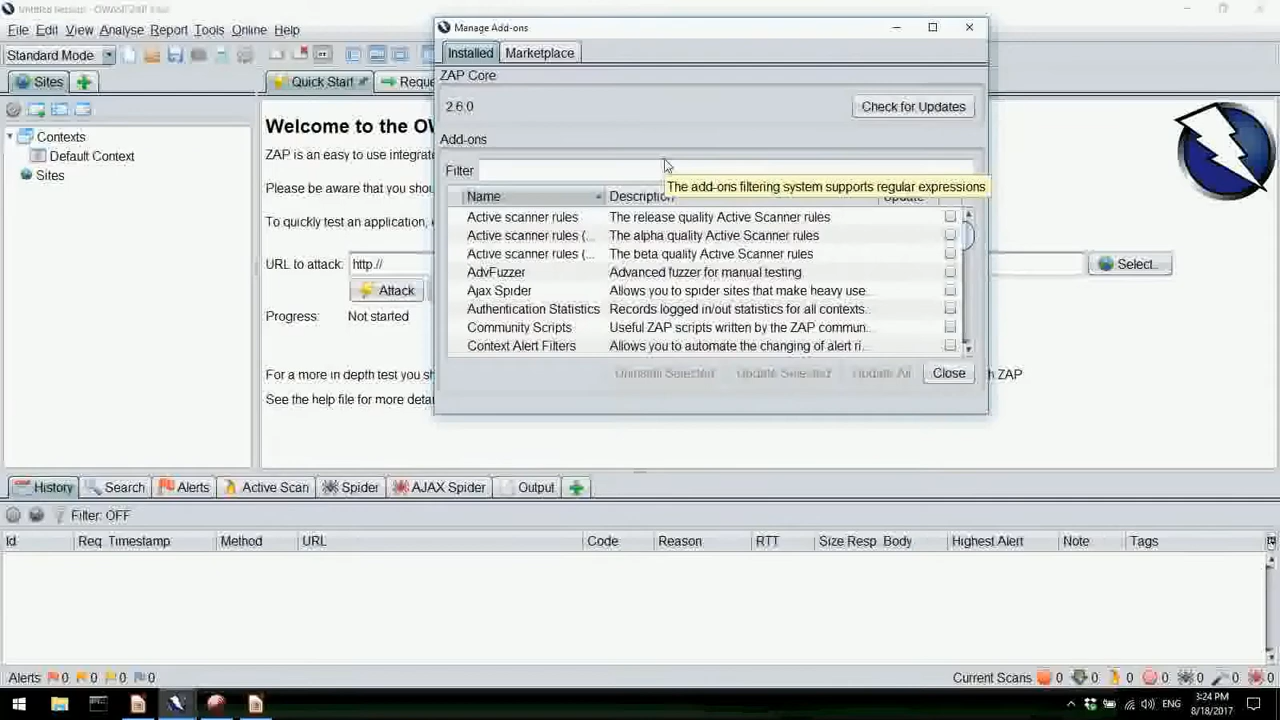 Manage Add-ons
File Edit View Analyse Report Tools Online Help
Standard Mode
Installed Marketplace
ZAP Core
2.6.0
Check for Updates
Sites
Quick Start
Add-ons
Filter
The add-ons filtering system supports regular expressions
Name Description
Active scanner rules The release quality Active Scanner rules
Active scanner rules (... The alpha quality Active Scanner rules
Active scanner rules (... The beta quality Active Scanner rules
AdvFuzzer Advanced fuzzer for manual testing
Ajax Spider Allows you to spider sites that make heavy use..
Authentication Statistics Records logged in/out statistics for all contexts..
Community Scripts Useful ZAP scripts written by the ZAP commun...
Context Alert Filters Allows you to automate the changing of alert ri...
Uninstall Selected Update Selected Update All Close
Contexts
Default Context
Sites
Welcome to the
ZAP is an easy to use
Please be aware that you
To quickly test an application,
URL to attack: http:// Select...
Attack
Progress: Not started
For a more in depth test you ZAP
See the help file for more
History Search Alerts Active Scan Spider AJAX Spider Output
Filter: OFF
Id Req. Timestamp Method URL Code Reason RTT Size Resp. Body Highest Alert Note Tags
Alerts 0 0 0 0 Current Scans 0 0 0 0 0 0 0
ENG 3:24 PM
8/18/2017